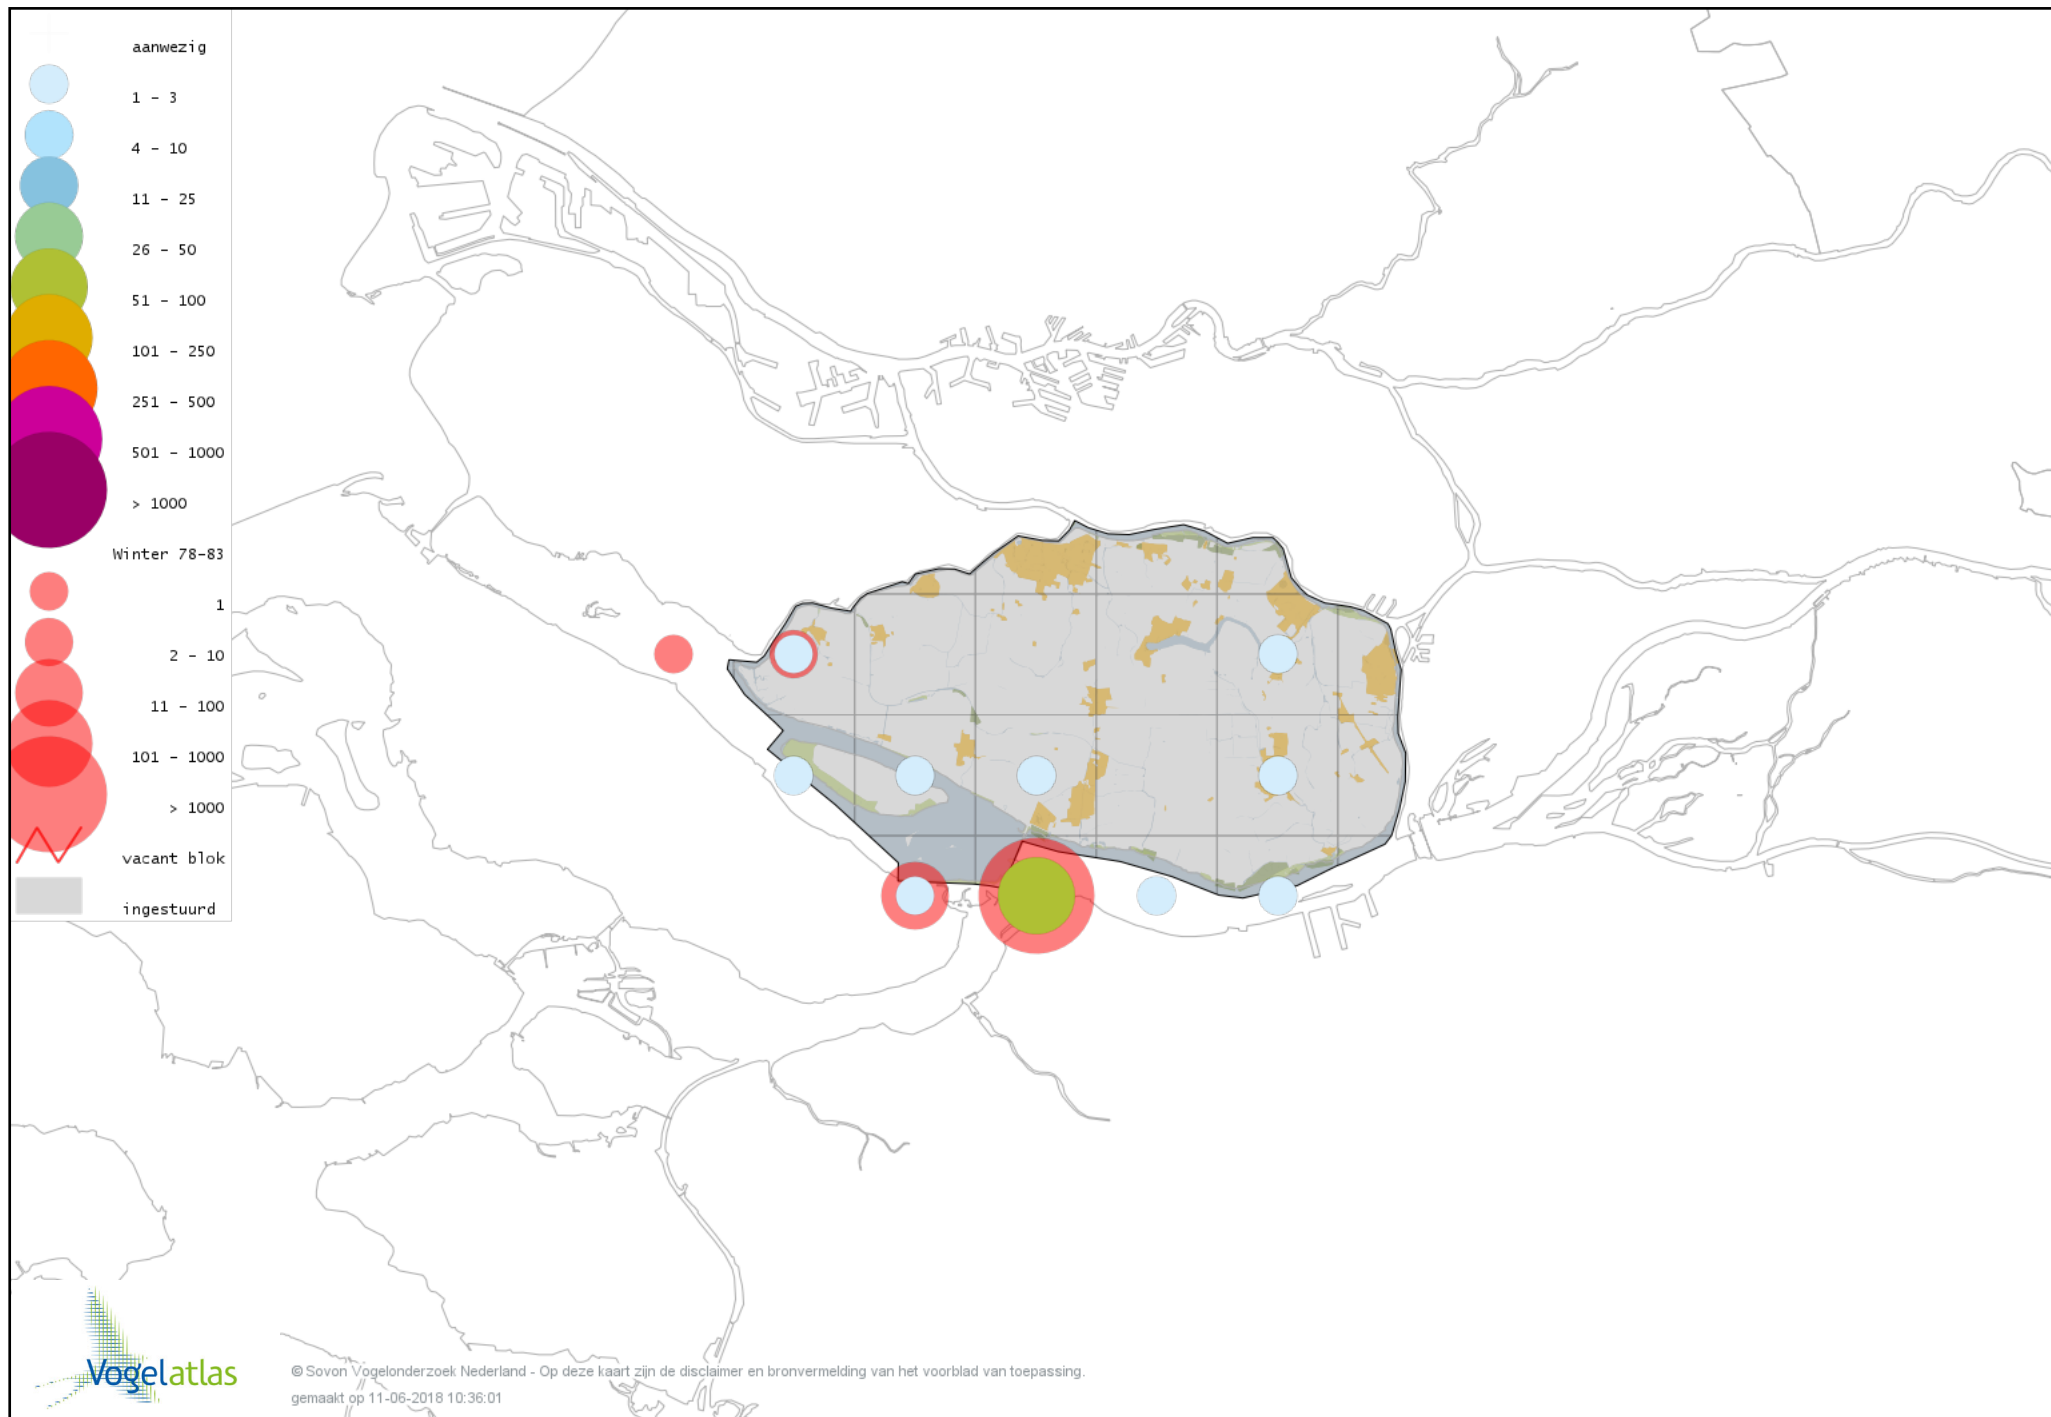 aanwezig
1 - 3
4 - 10
11 - 25
26 - 50
51 - 100
101 - 250
251 - 500
501 - 1000
> 1000
Winter 78-83
1
2 - 10
11 - 100
101 - 1000
> 1000
vacant blok
ingestuurd
Vogelatlas
© Sovon Vogelonderzoek Nederland - Op deze kaart zijn de disclaimer en bronvermelding van het voorblad van toepassing.
gemaakt op 11-06-2018 10:36:01